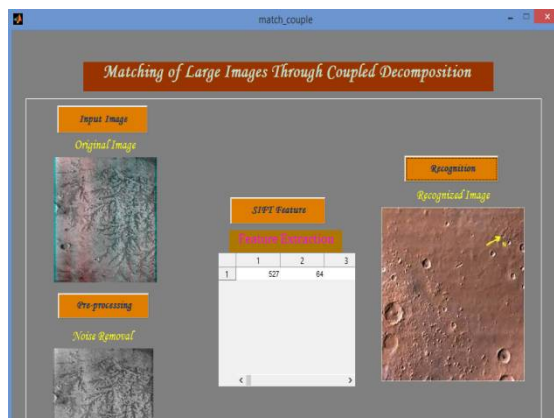 match_couple
Matching of Large Images Through Coupled Decomposition
Input Image
Original Image
Pre-processing
Noise Removal
SIFT Feature
Feature Extraction
1 2 3
1 527 64
Recognition
Recognized Image